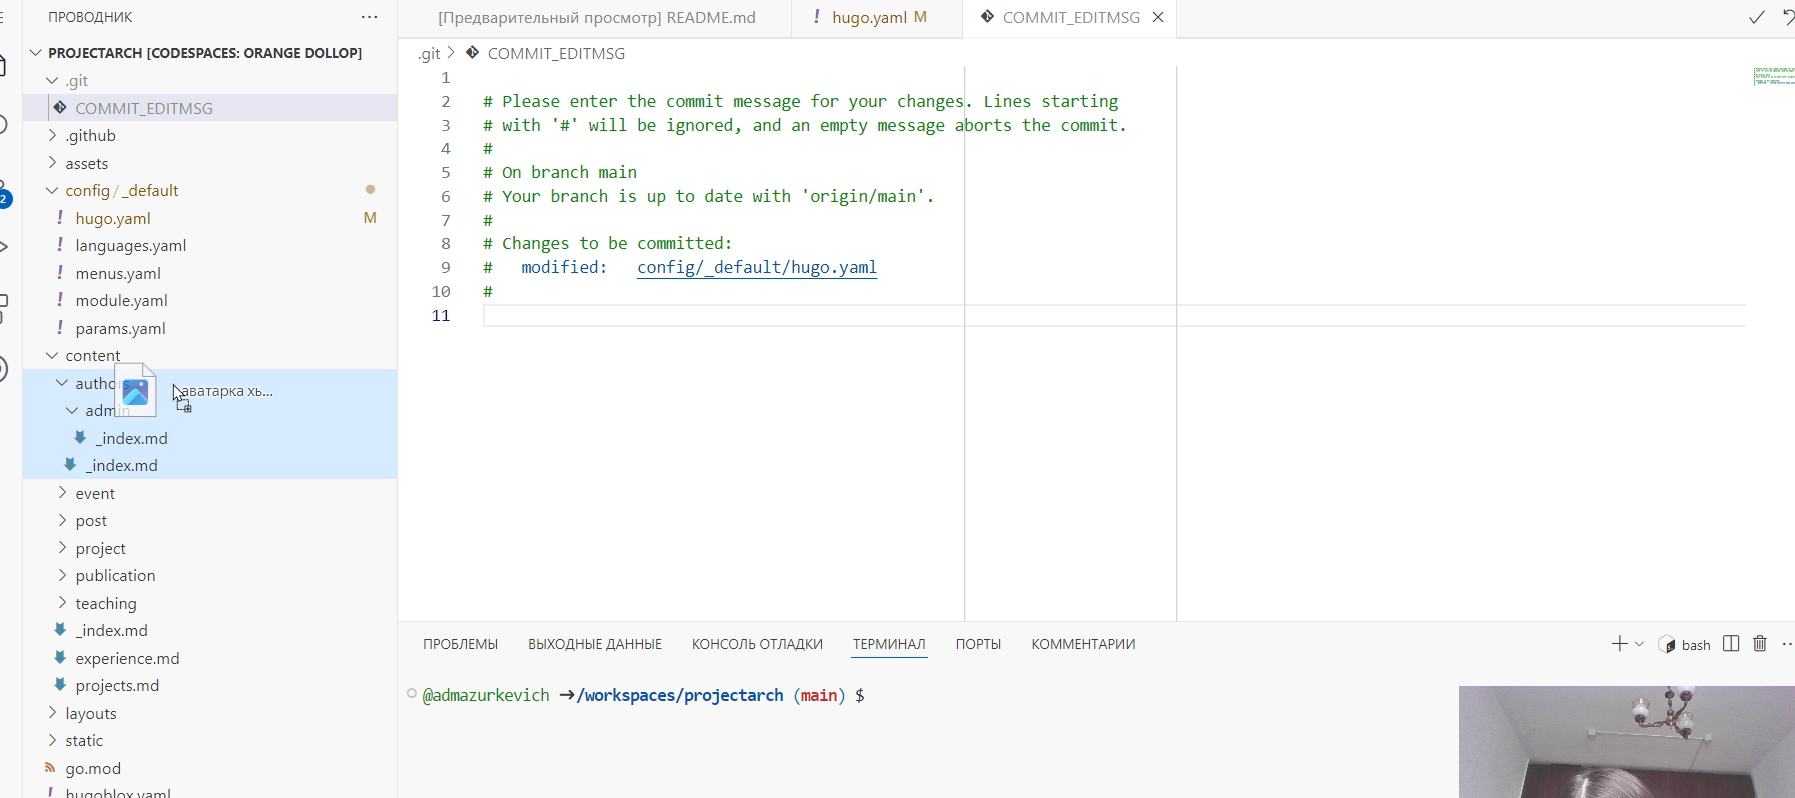 ПРОВОДНИК
PROJECTARCH [CODESPACES: ORANGE DOLLOP]
.git
COMMIT_EDITMSG
.github
assets
config / _default
hugo.yaml M
languages.yaml
menus.yaml
module.yaml
params.yaml
content
аватарка хь...
_index.md
_index.md
event
post
project
publication
teaching
_index.md
experience.md
projects.md
layouts
static
go.mod
hugoblox.yaml
2
[Предварительный просмотр] README.md
hugo.yaml M
COMMIT_EDITMSG
.git > COMMIT_EDITMSG
1
2 # Please enter the commit message for your changes. Lines starting
3 # with '#' will be ignored, and an empty message aborts the commit.
4 #
5 # On branch main
6 # Your branch is up to date with 'origin/main'.
7 #
8 # Changes to be committed:
9 # modified: config/_default/hugo.yaml
10 #
11
ПРОБЛЕМЫ ВЫХОДНЫЕ ДАННЫЕ КОНСОЛЬ ОТЛАДКИ ТЕРМИНАЛ ПОРТЫ КОММЕНТАРИИ
bash
@admazurkevich ➜/workspaces/projectarch (main) $